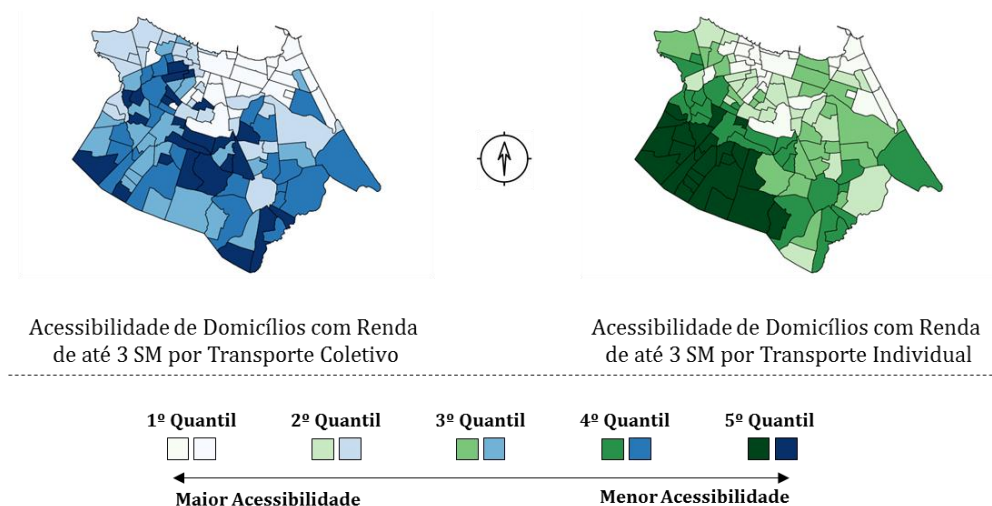 Acessibilidade de Domicílios com Renda
de até 3 SM por Transporte Coletivo
Acessibilidade de Domicílios com Renda
de até 3 SM por Transporte Individual
1º Quantil
2º Quantil
3º Quantil
4º Quantil
5º Quantil
Maior Acessibilidade
Menor Acessibilidade